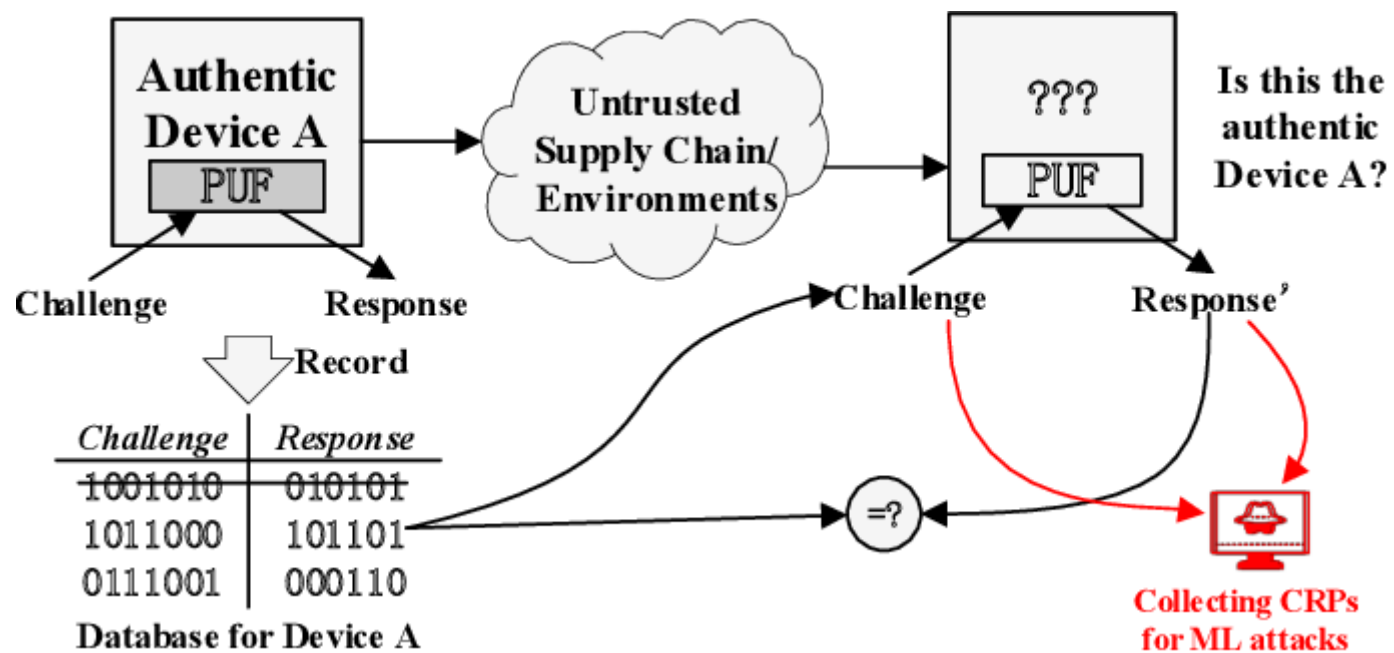 Authentic
Device A
PUF
Challenge
Response
Untrusted
Supply Chain/
Environments
???
PUF
Challenge
Response’
Is this the
authentic
Device A?
Record
Challenge Response
1001010 010101
1011000 101101
0111001 000110
Database for Device A
=?
Collecting CRPs
for ML attacks